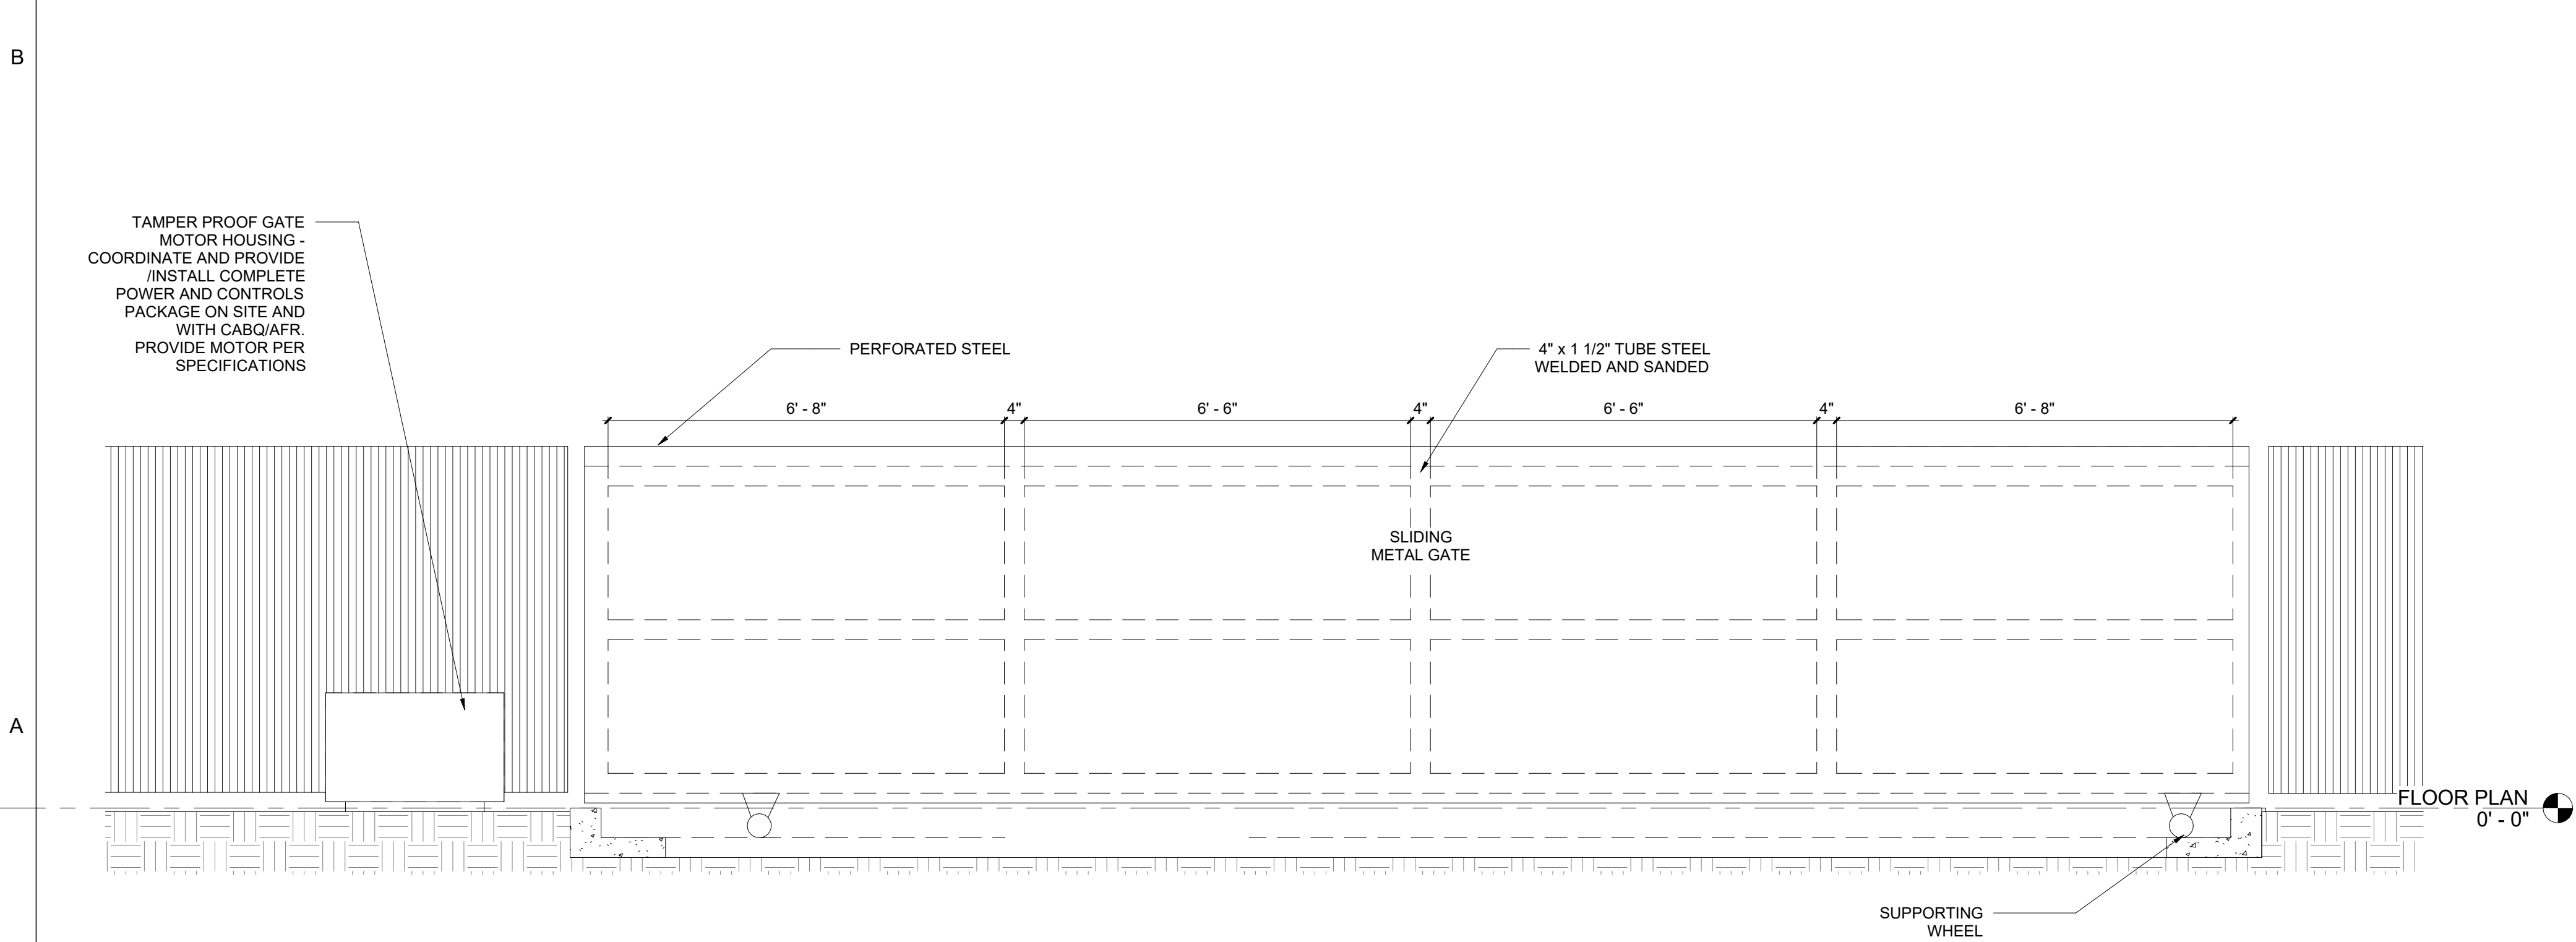 B
TAMPER PROOF GATE
MOTOR HOUSING -
COORDINATE AND PROVIDE
/INSTALL COMPLETE
POWER AND CONTROLS
PACKAGE ON SITE AND
WITH CABQ/AFR.
PROVIDE MOTOR PER
SPECIFICATIONS
PERFORATED STEEL
4" x 1 1/2" TUBE STEEL
WELDED AND SANDED
6' - 8" 4" 6' - 6" 4" 6' - 6" 4" 6' - 8"
SLIDING
METAL GATE
A
FLOOR PLAN
0' - 0"
SUPPORTING
WHEEL